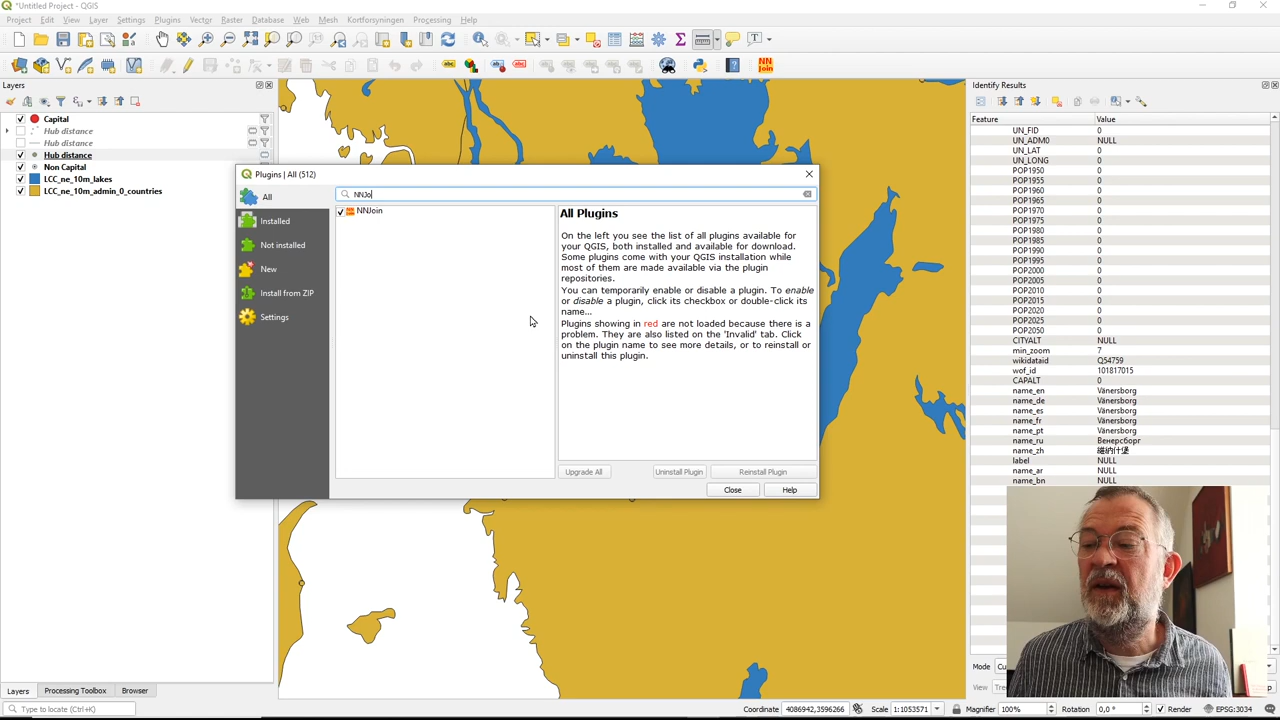 *Untitled Project - QGIS
Project Edit View Layer Settings Plugins Vector Raster Database Web Mesh Kortforsyningen Processing Help
NN
Join
Layers
Capital
Hub distance
Hub distance
Hub distance
Non Capital
LCC_ne_10m_lakes
LCC_ne_10m_admin_0_countries
Plugins | All (512)
All
Installed
Not installed
New
Install from ZIP
Settings
NNJo
NNJoin
All Plugins
On the left you see the list of all plugins available for
your QGIS, both installed and available for download.
Some plugins come with your QGIS installation while
most of them are made available via the plugin
repositories.
You can temporarily enable or disable a plugin. To enable
or disable a plugin, click its checkbox or double-click its
name...
Plugins showing in red are not loaded because there is a
problem. They are also listed on the 'Invalid' tab. Click
on the plugin name to see more details, or to reinstall or
uninstall this plugin.
Upgrade All Uninstall Plugin Reinstall Plugin
Close Help
Identify Results
Feature Value
UN_FID 0
UN_ADM0 NULL
UN_LAT 0
UN_LONG 0
POP1950 0
POP1955 0
POP1960 0
POP1965 0
POP1970 0
POP1975 0
POP1980 0
POP1985 0
POP1990 0
POP1995 0
POP2000 0
POP2005 0
POP2010 0
POP2015 0
POP2020 0
POP2025 0
POP2050 0
CITYALT NULL
min_zoom 7
wikidataid Q54759
wof_id 101817015
CAPALT 0
name_en Vänersborg
name_de Vänersborg
name_es Vänersborg
name_fr Vänersborg
name_pt Vänersborg
name_ru Венерсборг
name_zh 維納什堡
label NULL
name_ar NULL
name_bn NULL
Mode Cu
View Tree
Layers Processing Toolbox Browser
Type to locate (Ctrl+K)
Coordinate 4086942,3596266 Scale 1:1053571 Magnifier 100% Rotation 0,0 ° Render EPSG:3034